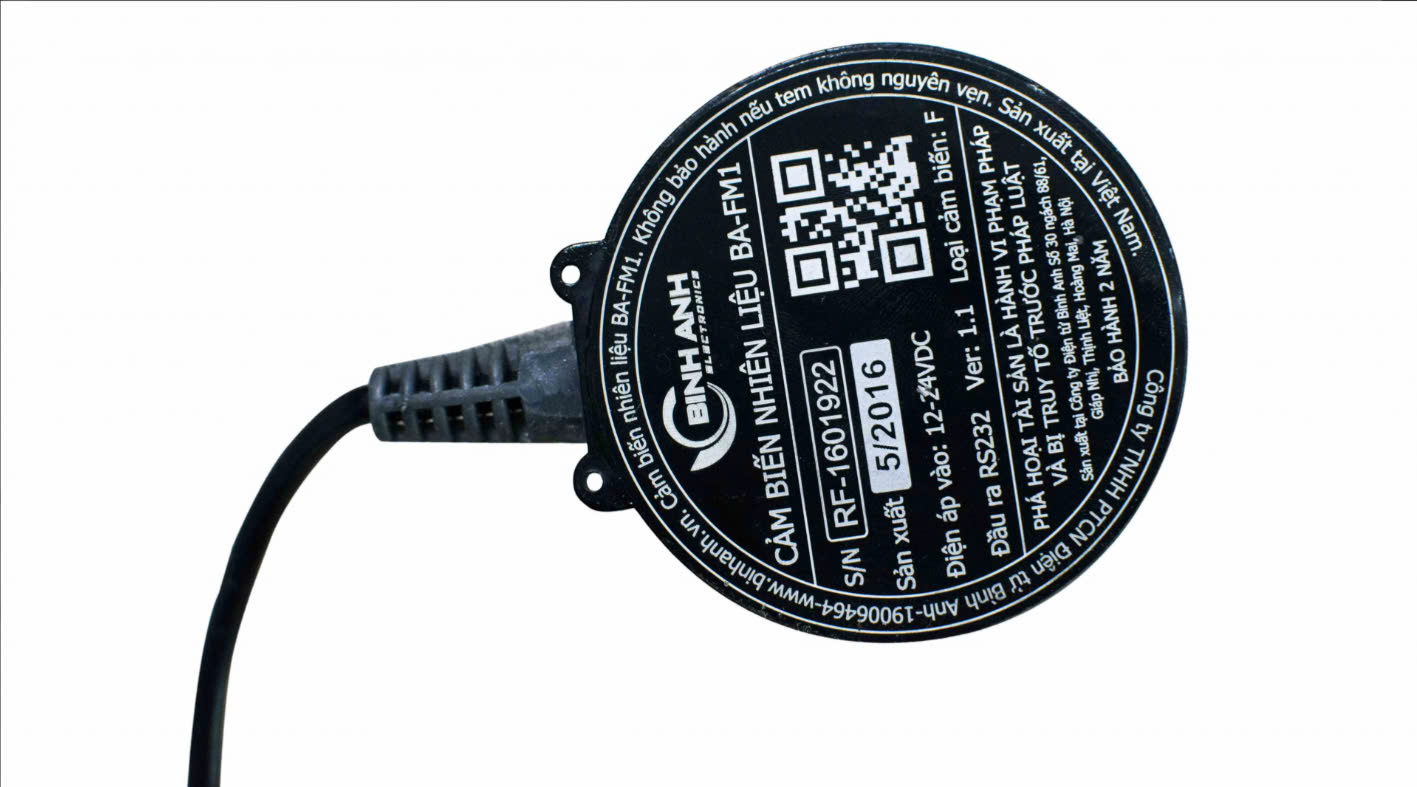 BINH ANH
ELECTRONICS
CẢM BIẾN NHIÊN LIỆU BA-FM1
S/N RF-1601922
Sản xuất 5/2016
Điện áp vào: 12-24VDC
Đầu ra RS232 Ver: 1.1 Loại cảm biến: F
PHÁ HOẠI TÀI SẢN LÀ HÀNH VI PHẠM PHÁP
VÀ BỊ TRUY TỐ TRƯỚC PHÁP LUẬT
Sản xuất tại Công ty Điện tử Bình Anh Số 30 ngách 88/61,
Giáp Nhị, Thịnh Liệt, Hoàng Mai, Hà Nội
BẢO HÀNH 2 NĂM
Cảm biến nhiên liệu BA-FM1. Không bảo hành nếu tem không nguyên vẹn. Sản xuất tại Việt Nam.
Công ty TNHH PTCN Điện tử Bình Anh-19006464-www.binhanh.vn.